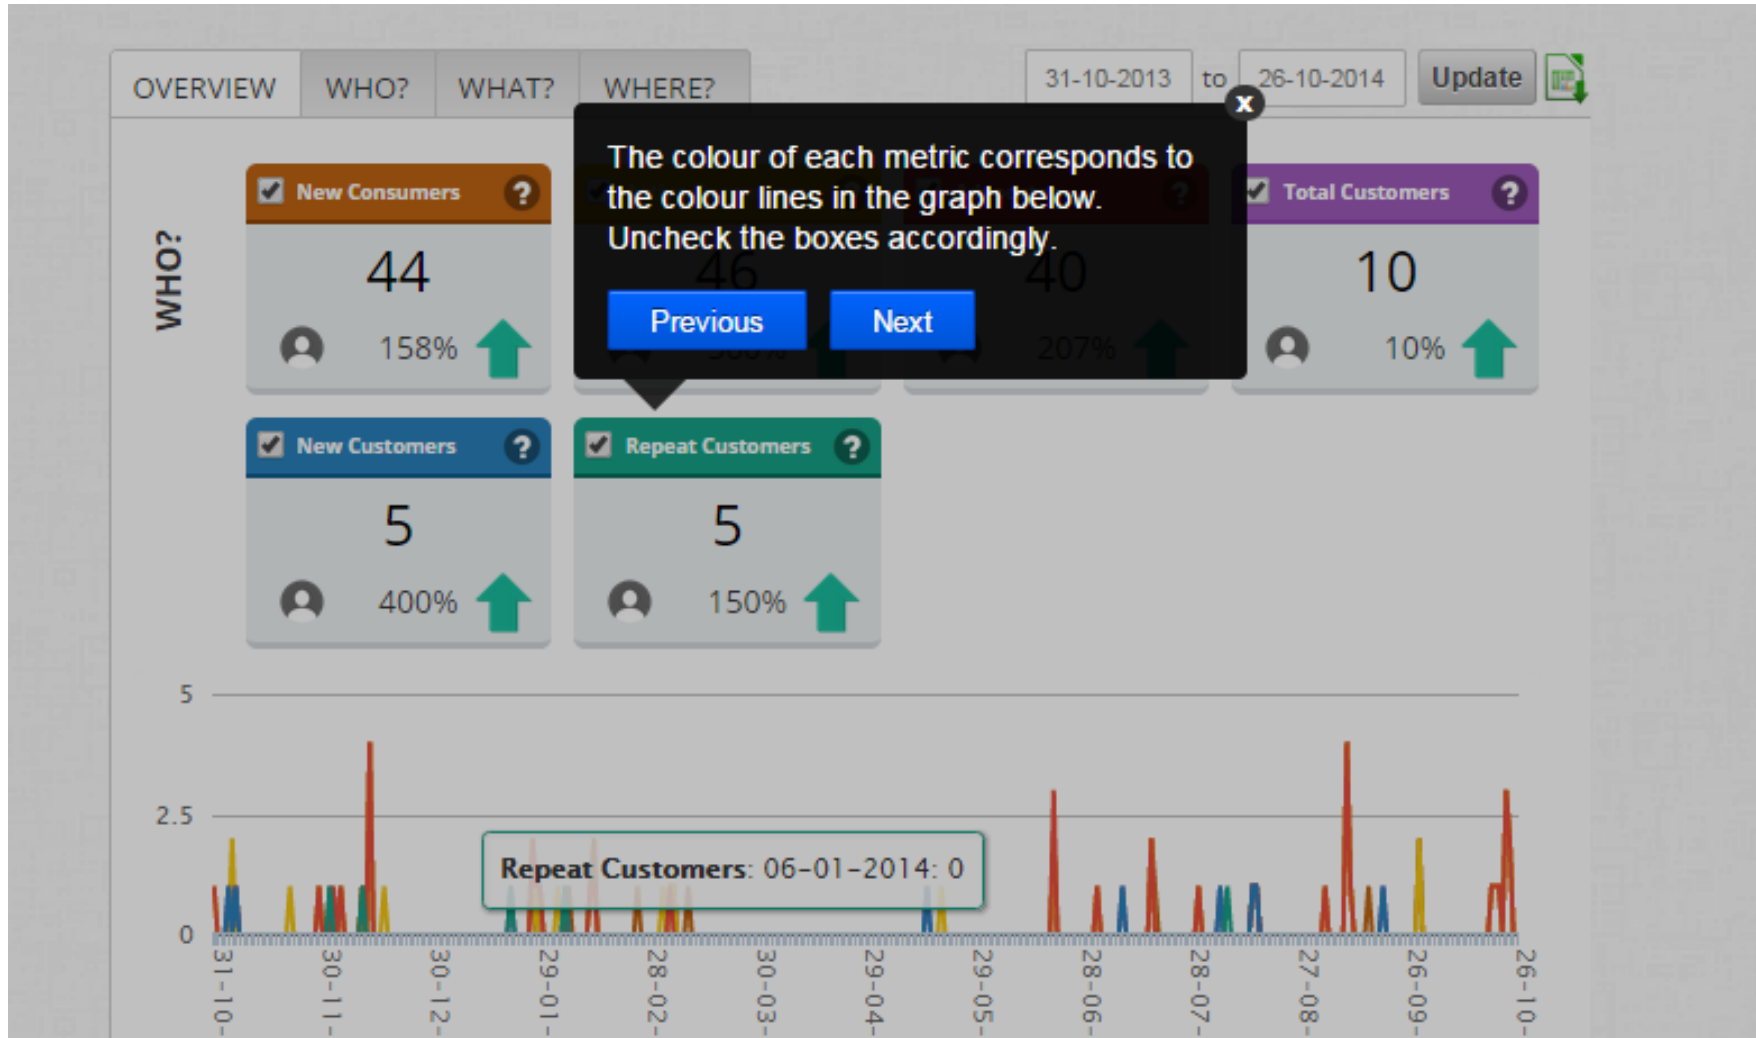 OVERVIEW WHO? WHAT? WHERE? 31-10-2013 to 26-10-2014 Update
x
The colour of each metric corresponds to
the colour lines in the graph below.
Uncheck the boxes accordingly.
Previous Next
WHO?
New Consumers ?
44
158%
46
40
207%
Total Customers ?
10
10%
New Customers ?
5
400%
Repeat Customers ?
5
150%
5
2.5
0
Repeat Customers: 06-01-2014: 0
31-10- 30-11- 30-12- 29-01- 28-02- 30-03- 29-04- 29-05- 28-06- 28-07- 27-08- 26-09- 26-10-